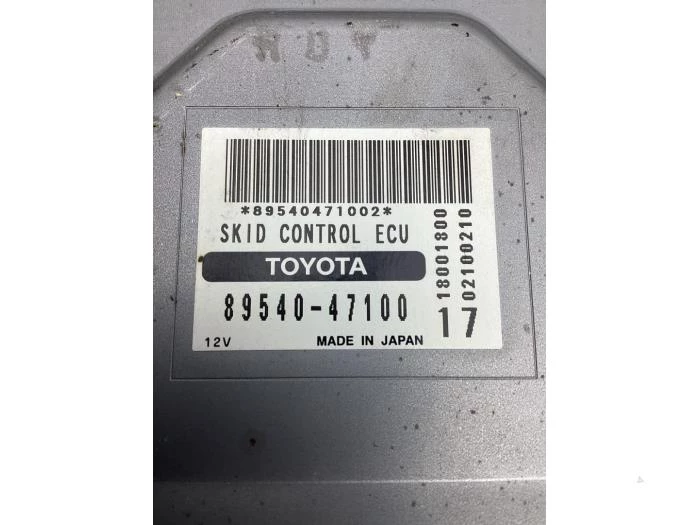 *89540471002*
SKID CONTROL ECU
TOYOTA
89540-47100
12V MADE IN JAPAN
18001800
02100210
17